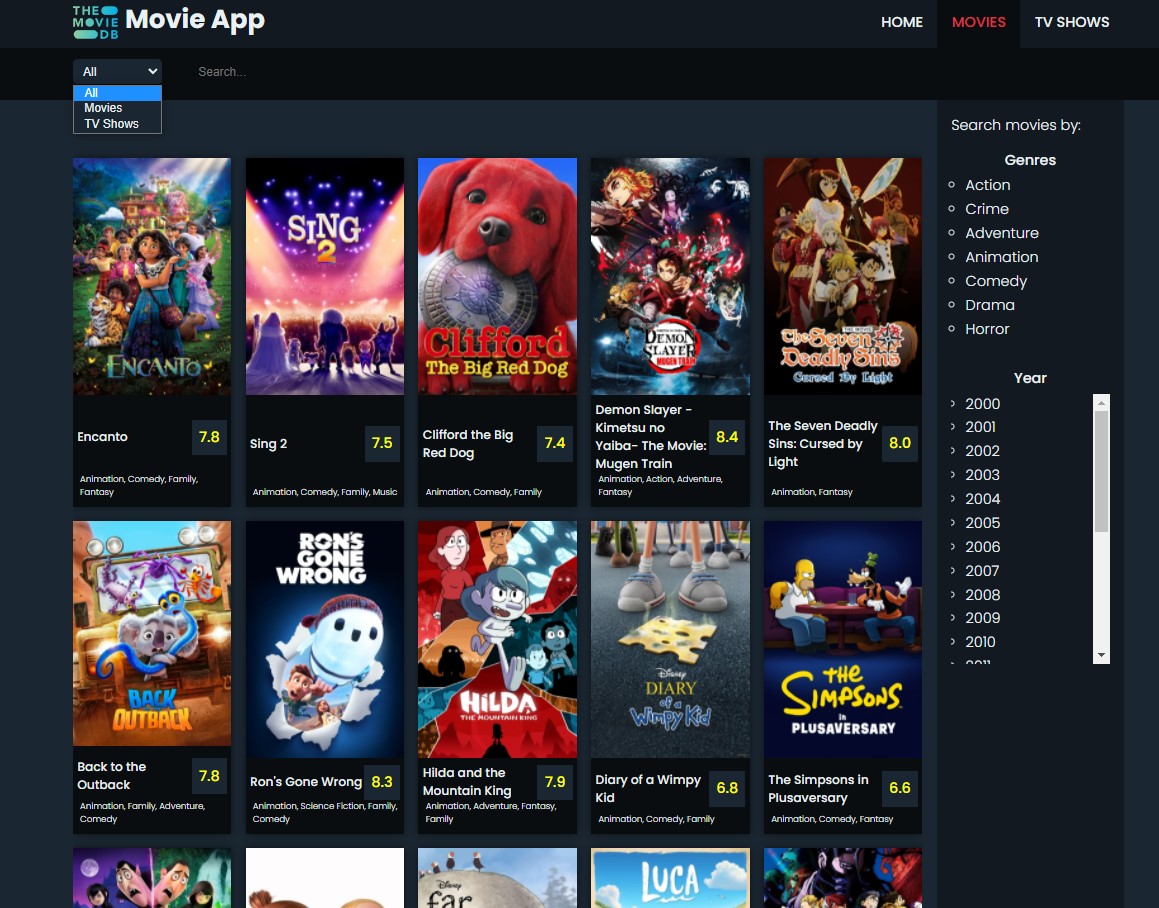 THE
MOVIE
DB
Movie App
HOME
MOVIES
TV SHOWS
All
Search...
All
Movies
TV Shows
Search movies by:
Genres
Action
Crime
Adventure
Animation
Comedy
Drama
Horror
Year
2000
2001
2002
2003
2004
2005
2006
2007
2008
2009
2010
2011
ENCANTO
Encanto
7.8
Animation, Comedy, Family,
Fantasy
SING
2
Sing 2
7.5
Animation, Comedy, Family, Music
Clifford
The Big Red Dog
Clifford the Big
Red Dog
7.4
Animation, Comedy, Family
DEMON
SLAYER
MUGEN TRAIN
Demon Slayer -
Kimetsu no
Yaiba- The Movie:
Mugen Train
8.4
Animation, Action, Adventure,
Fantasy
THE MOVIE
The Seven
Deadly Sins
Cursed By Light
The Seven Deadly
Sins: Cursed by
Light
8.0
Animation, Fantasy
BACK
OUTBACK
Back to the
Outback
7.8
Animation, Family, Adventure,
Comedy
RON'S
GONE
WRONG
Ron's Gone Wrong
8.3
Animation, Science Fiction, Family,
Comedy
HILDA
THE MOUNTAIN KING
Hilda and the
Mountain King
7.9
Animation, Adventure, Fantasy,
Family
Disney
DIARY
of a
Wimpy Kid
Diary of a Wimpy
Kid
6.8
Animation, Comedy, Family
THE
SIMPSONS
in
PLUSAVERSARY
The Simpsons in
Plusaversary
6.6
Animation, Comedy, Fantasy
Disney
far
LUCA